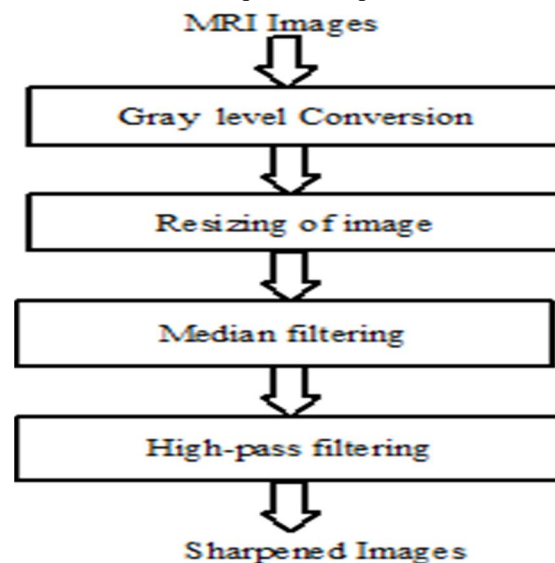 MRI Images
Gray level Conversion
Resizing of image
Median filtering
High-pass filtering
Sharpened Images